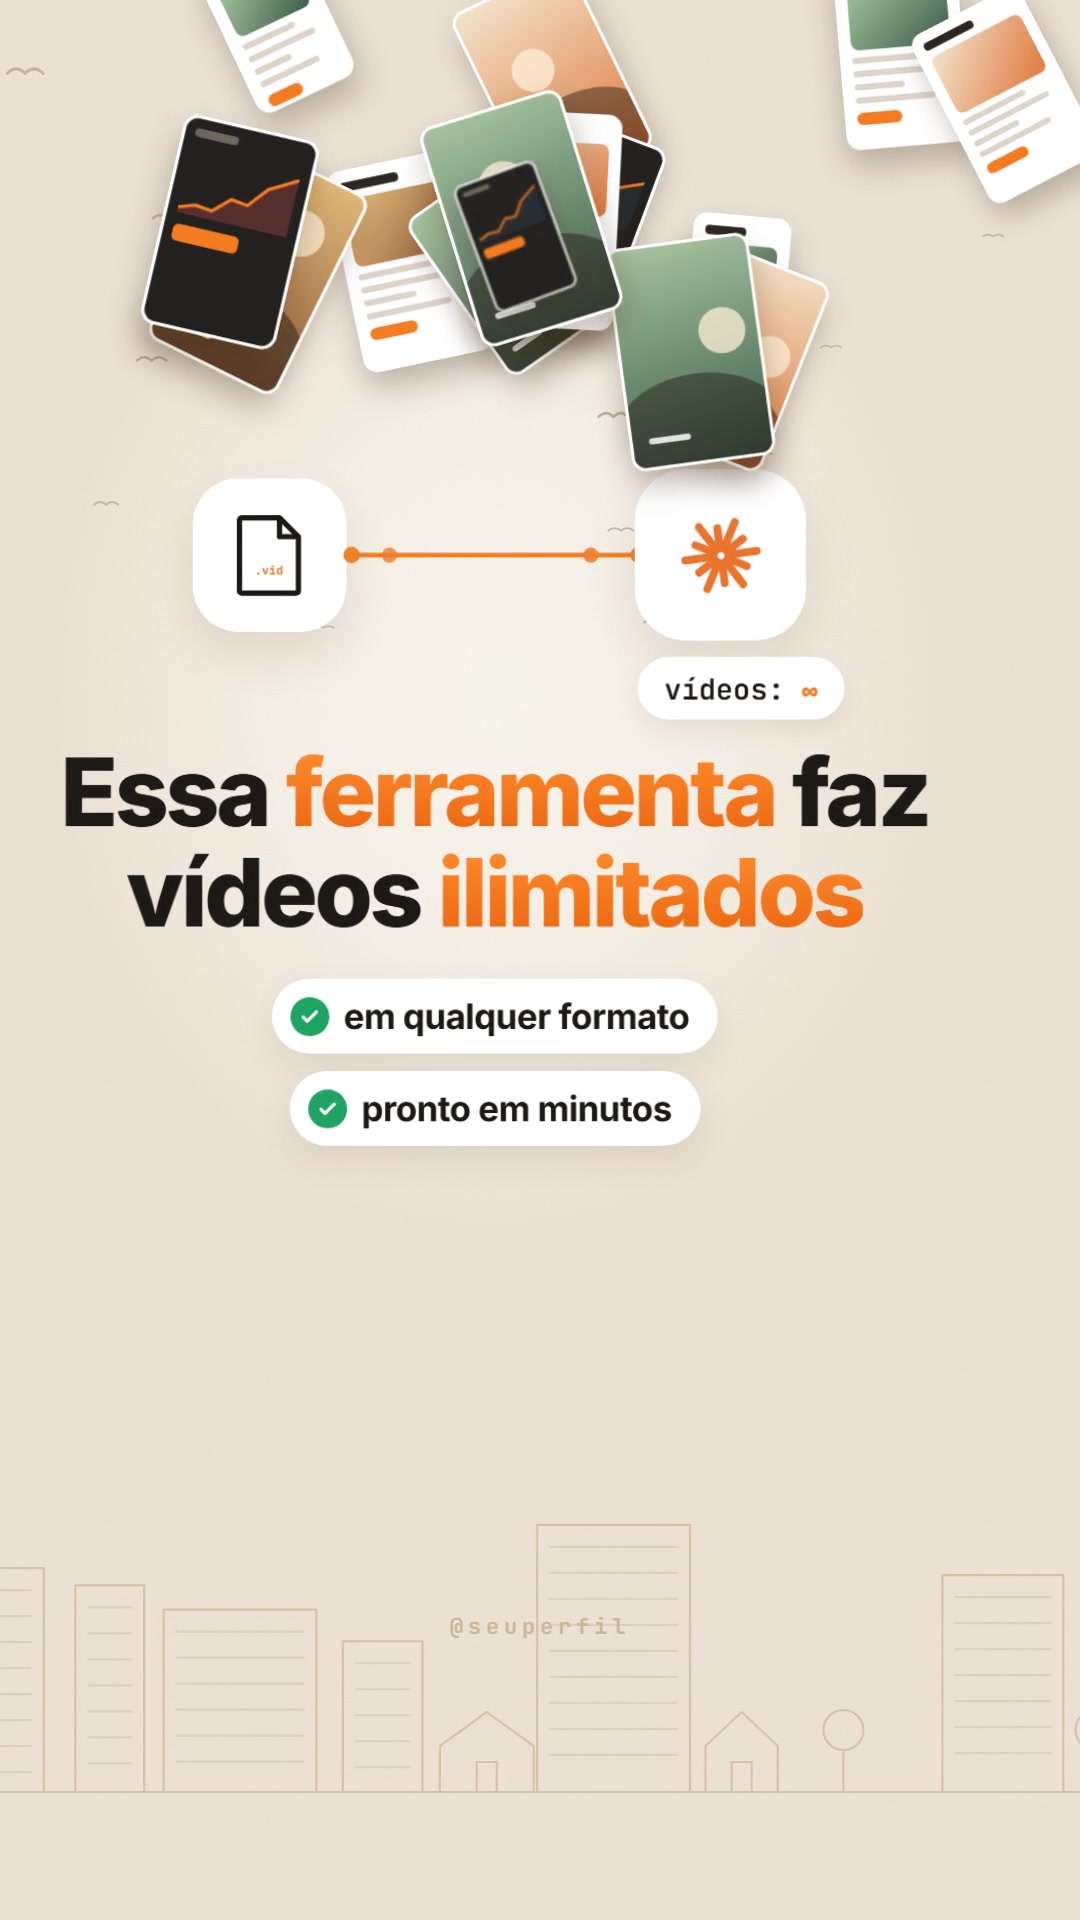 .vid
vídeos: ∞
Essa ferramenta faz
vídeos ilimitados
em qualquer formato
pronto em minutos
@seuperfil